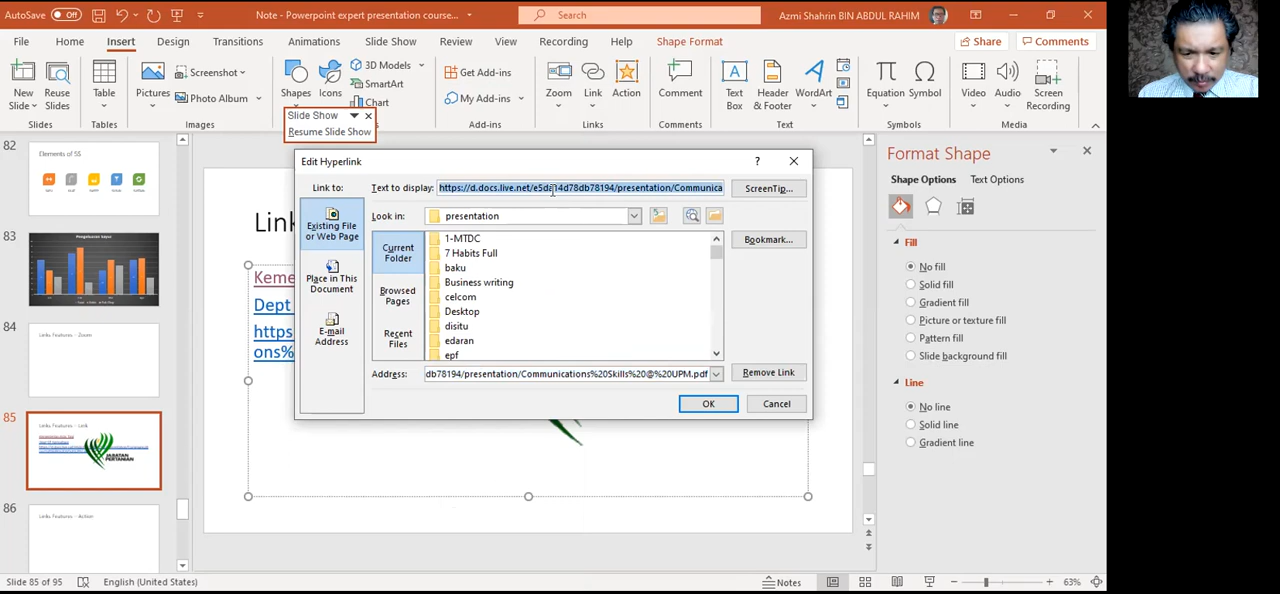 AutoSave Off
Note - Powerpoint expert presentation course...
Search
Azmi Shahrin BIN ABDUL RAHIM
File Home Insert Design Transitions Animations Slide Show Review View Recording Help Shape Format
Share Comments
New Slide
Reuse Slides
Table
Pictures
Screenshot
Photo Album
Shapes
Icons
3D Models
SmartArt
Chart
Get Add-ins
My Add-ins
Zoom
Link
Action
Comment
Text Box
Header & Footer
WordArt
Equation
Symbol
Video
Audio
Screen Recording
Slides Tables Images Add-ins Links Comments Text Symbols Media
Slide Show
Resume Slide Show
82
Elements of 5S
83
84
Links Features - Zoom
85
Links Features - Link
JABATAN
PERTANIAN
86
Links Features - Action
Link
Keme
Dept
https
ons%
Edit Hyperlink
?
Link to:
Text to display: https://d.docs.live.net/e5da14d78db78194/presentation/Communica
ScreenTip...
Existing File or Web Page
Look in: presentation
Bookmark...
Current Folder
1-MTDC
7 Habits Full
baku
Business writing
celcom
Desktop
disitu
edaran
epf
Place in This Document
Browsed Pages
E-mail Address
Recent Files
Address: db78194/presentation/Communications%20Skills%20@%20UPM.pdf
Remove Link
OK Cancel
Format Shape
Shape Options Text Options
Fill
No fill
Solid fill
Gradient fill
Picture or texture fill
Pattern fill
Slide background fill
Line
No line
Solid line
Gradient line
Slide 85 of 95
English (United States)
Notes
63%